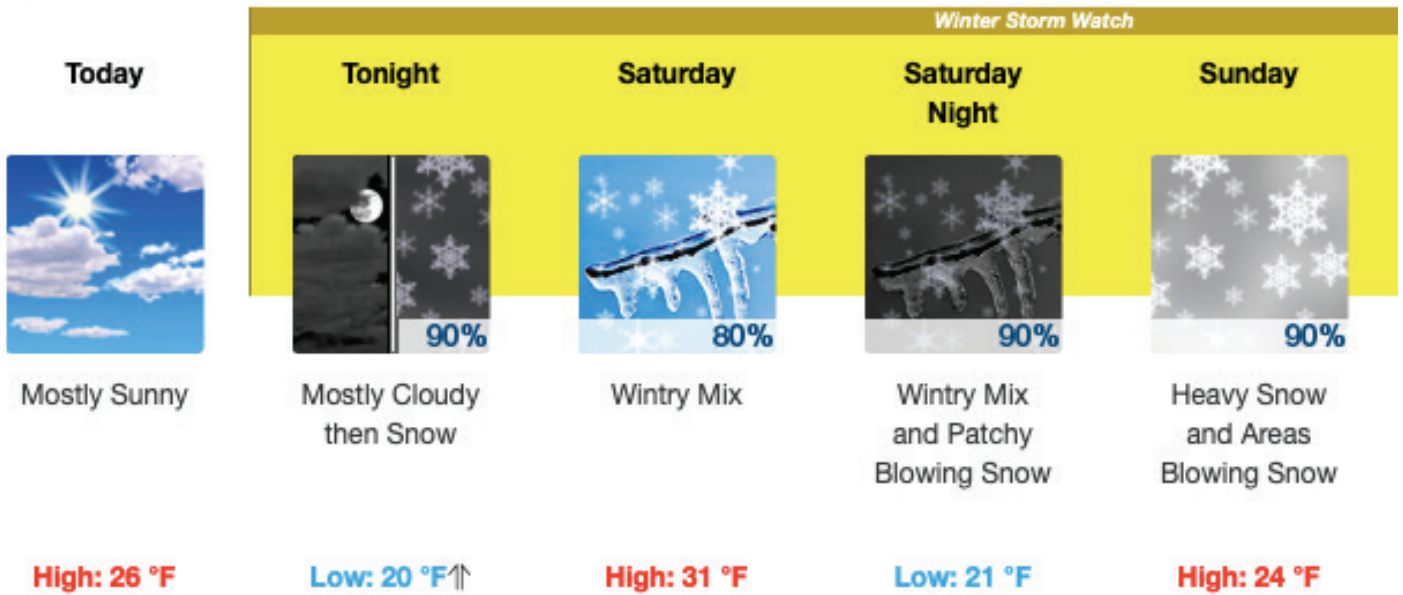 Winter Storm Watch
Today
Tonight
Saturday
Saturday
Night
Sunday
90%
80%
90%
90%
Mostly Sunny
Mostly Cloudy
then Snow
Wintry Mix
Wintry Mix
and Patchy
Blowing Snow
Heavy Snow
and Areas
Blowing Snow
High: 26 °F
Low: 20 °F⇑
High: 31 °F
Low: 21 °F
High: 24 °F